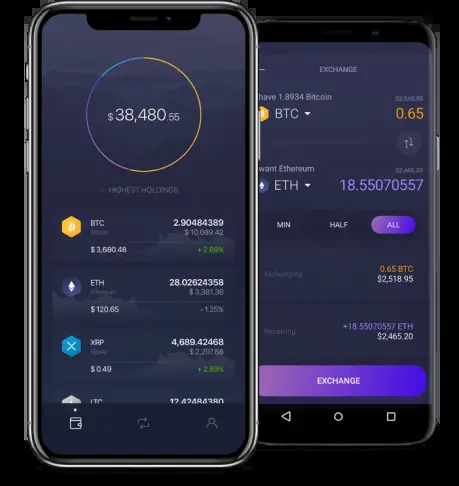 $38,480.55
HIGHEST HOLDINGS
BTC 2.90484389
Bitcoin $10,689.42
$3,680.48 +2.89%
ETH 28.02624358
Ethereum $3,381.36
$120.65 -1.25%
XRP 4,689.42468
Ripple $2,297.68
$0.49 +2.89%
LTC 12.42484380
EXCHANGE
have 1.8934 Bitcoin $2,518.95
BTC 0.65
want Ethereum $2,465.20
ETH 18.55070557
MIN HALF ALL
Exchanging 0.65 BTC
$2,518.95
Receiving +18.55070557 ETH
$2,465.20
EXCHANGE